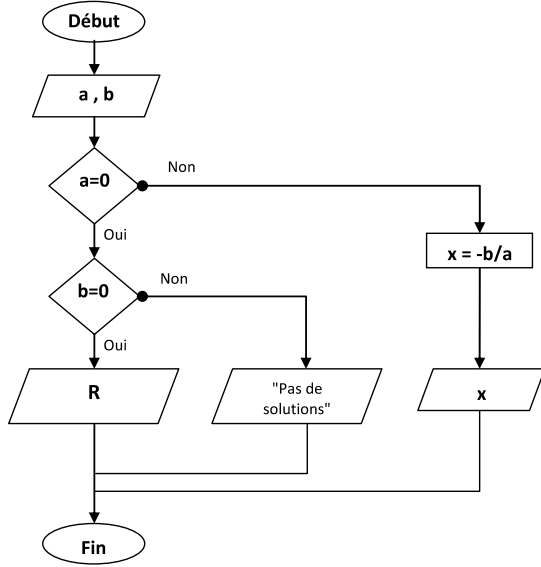 Début
a , b
a=0
Non
Oui
x = -b/a
b=0
Non
Oui
R
"Pas de
solutions"
x
Fin